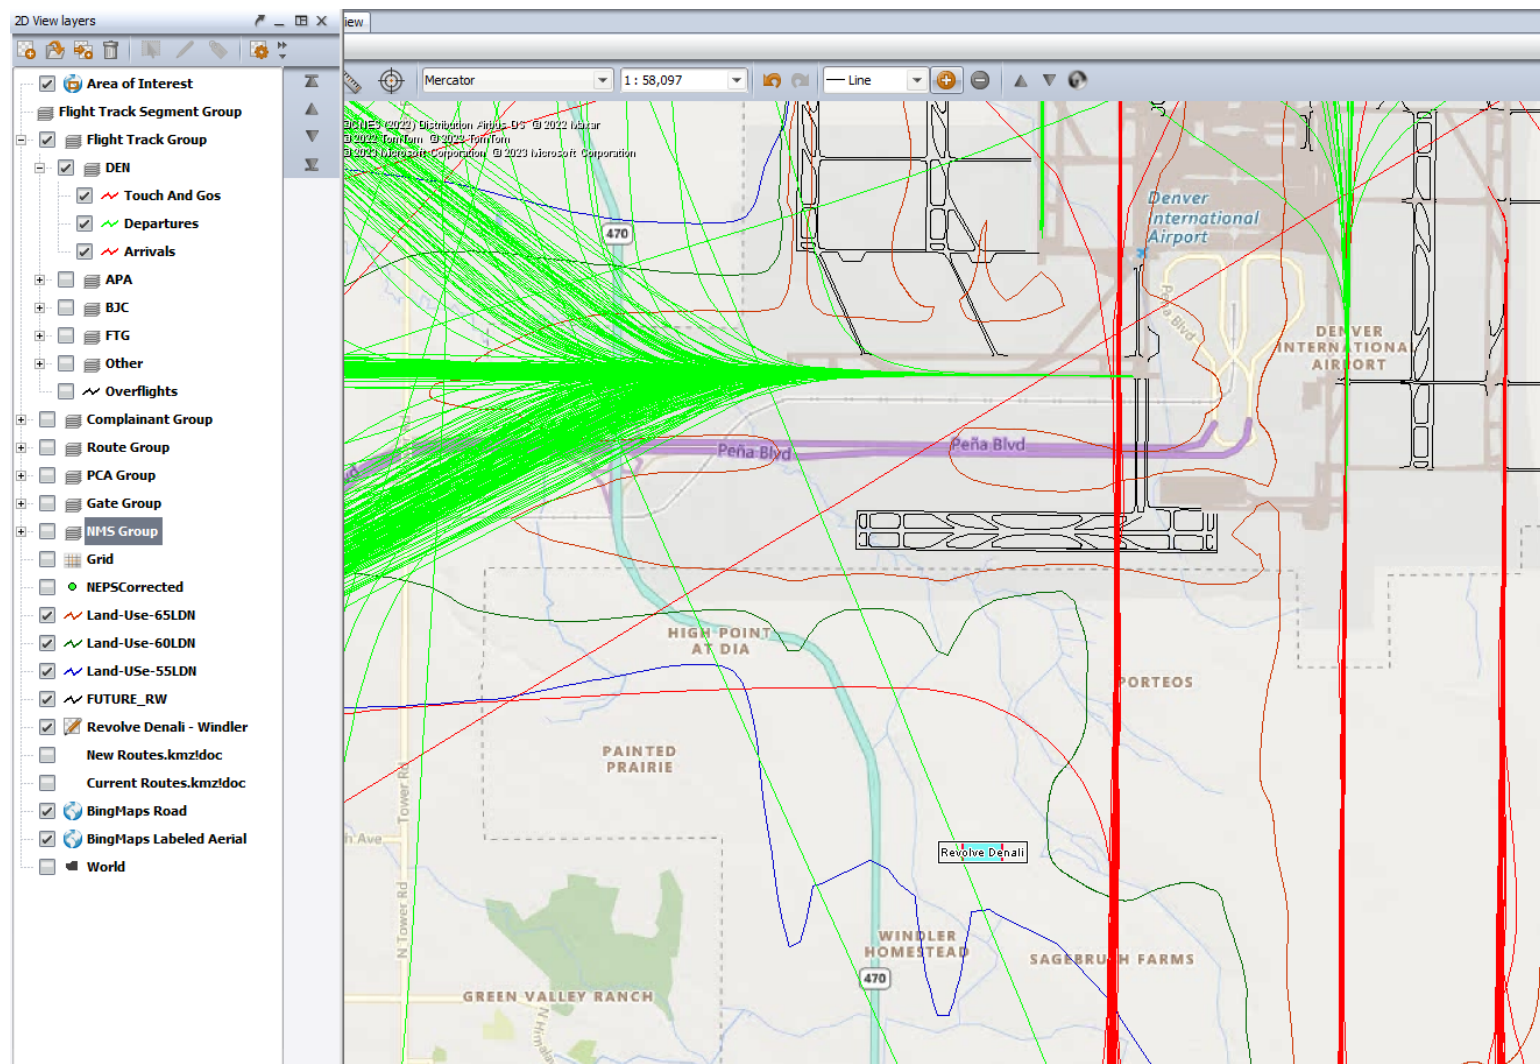 2D View layers
iew
Mercator
1 : 58,097
Line
Area of Interest
Flight Track Segment Group
Flight Track Group
DEN
Touch And Gos
Departures
Arrivals
APA
BJC
FTG
Other
Overflights
Complainant Group
Route Group
PCA Group
Gate Group
NMS Group
Grid
NEPSCorrected
Land-Use-65LDN
Land-Use-60LDN
Land-USe-55LDN
FUTURE_RW
Revolve Denali - Windler
New Routes.kmz!doc
Current Routes.kmz!doc
BingMaps Road
BingMaps Labeled Aerial
World
© 2022 Maxar
© 2023 Microsoft Corporation © 2023 Microsoft Corporation
470
Denver
International
Airport
Peña Blvd
DENVER
INTERNATIONAL
AIRPORT
Peña Blvd
Peña Blvd
HIGH POINT
AT DIA
PORTEOS
PAINTED
PRAIRIE
N Tower Rd
h Ave
Revolve Denali
N Tower Rd
WINDLER
HOMESTEAD
SAGEBRUSH FARMS
470
GREEN VALLEY RANCH